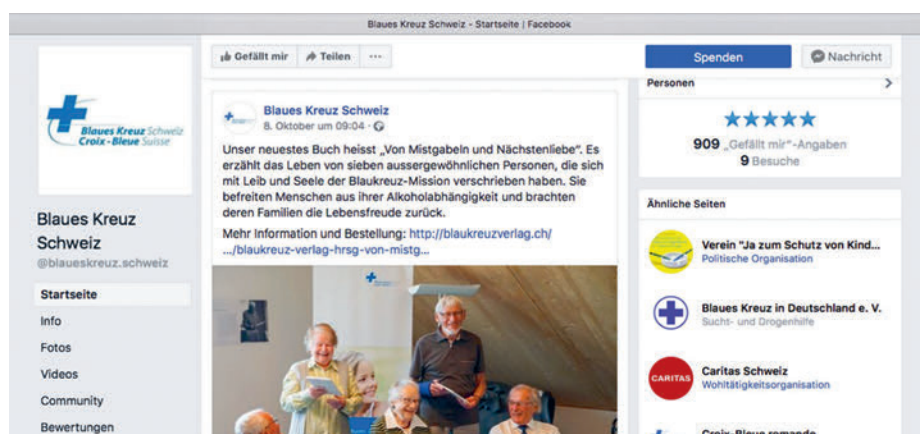 Blaues Kreuz Schweiz - Startseite | Facebook
Gefällt mir Teilen ...
Spenden Nachricht
Blaues Kreuz Schweiz
Croix-Bleue Suisse
Blaues Kreuz
Schweiz
@blaueskreuz.schweiz
Startseite
Info
Fotos
Videos
Community
Bewertungen
Blaues Kreuz Schweiz
8. Oktober um 09:04 ·
Unser neuestes Buch heisst „Von Mistgabeln und Nächstenliebe“. Es
erzählt das Leben von sieben aussergewöhnlichen Personen, die sich
mit Leib und Seele der Blaukreuz-Mission verschrieben haben. Sie
befreiten Menschen aus ihrer Alkoholabhängigkeit und brachten
deren Familien die Lebensfreude zurück.
Mehr Information und Bestellung: http://blaukreuzverlag.ch/
.../blaukreuz-verlag-hrsg-von-mistg...
Personen
909 „Gefällt mir“-Angaben
9 Besuche
Ähnliche Seiten
Verein "Ja zum Schutz von Kind...
Politische Organisation
Blaues Kreuz in Deutschland e. V.
Sucht- und Drogenhilfe
CARITAS
Caritas Schweiz
Wohltätigkeitsorganisation
Croix-Bleue romande